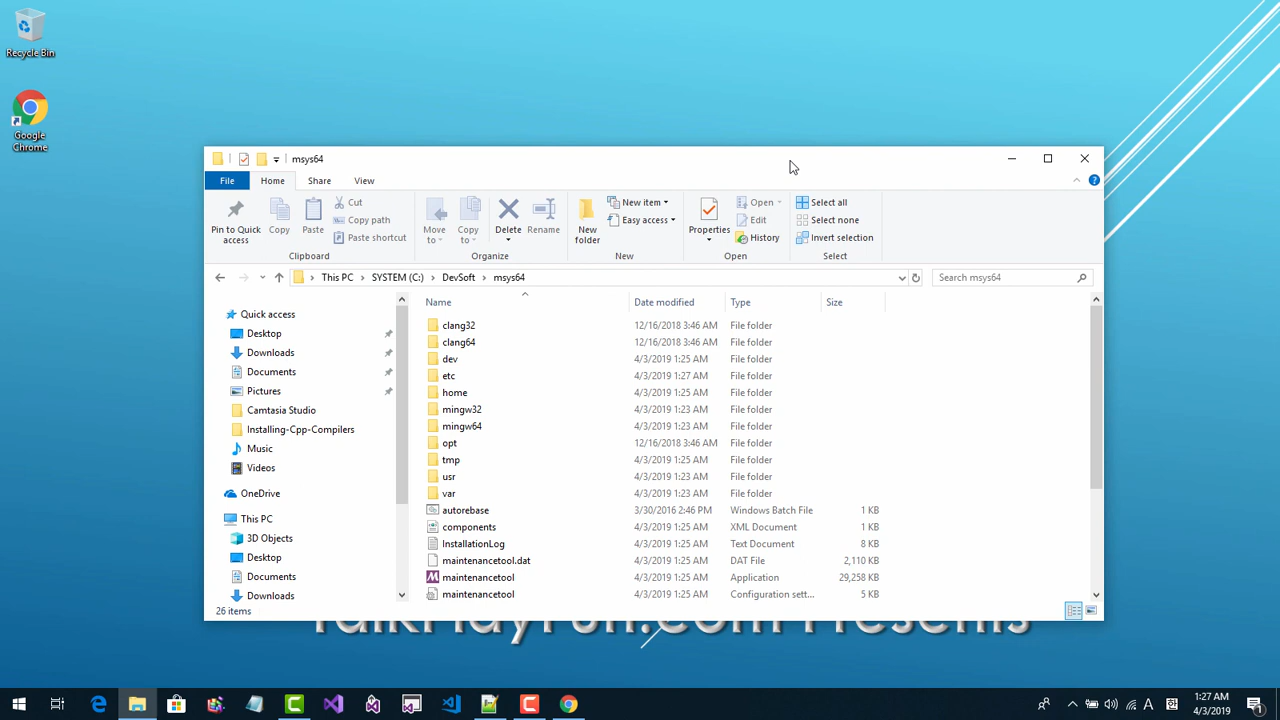 Recycle Bin
Google
Chrome
msys64
File Home Share View
Pin to Quick
access
Copy
Paste
Cut
Copy path
Paste shortcut
Clipboard
Move
to
Copy
to
Delete
Rename
Organize
New
folder
New item
Easy access
New
Properties
Open
Edit
History
Open
Select all
Select none
Invert selection
Select
This PC SYSTEM (C:) DevSoft msys64
Search msys64
Quick access
Desktop
Downloads
Documents
Pictures
Camtasia Studio
Installing-Cpp-Compilers
Music
Videos
OneDrive
This PC
3D Objects
Desktop
Documents
Downloads
Name Date modified Type Size
clang32 12/16/2018 3:46 AM File folder
clang64 12/16/2018 3:46 AM File folder
dev 4/3/2019 1:25 AM File folder
etc 4/3/2019 1:27 AM File folder
home 4/3/2019 1:25 AM File folder
mingw32 4/3/2019 1:23 AM File folder
mingw64 4/3/2019 1:23 AM File folder
opt 12/16/2018 3:46 AM File folder
tmp 4/3/2019 1:25 AM File folder
usr 4/3/2019 1:23 AM File folder
var 4/3/2019 1:23 AM File folder
autorebase 3/30/2016 2:46 PM Windows Batch File 1 KB
components 4/3/2019 1:25 AM XML Document 1 KB
InstallationLog 4/3/2019 1:25 AM Text Document 8 KB
maintenancetool.dat 4/3/2019 1:25 AM DAT File 2,110 KB
maintenancetool 4/3/2019 1:25 AM Application 29,258 KB
maintenancetool 4/3/2019 1:25 AM Configuration sett... 5 KB
26 items
Presents
A
1:27 AM
4/3/2019
1